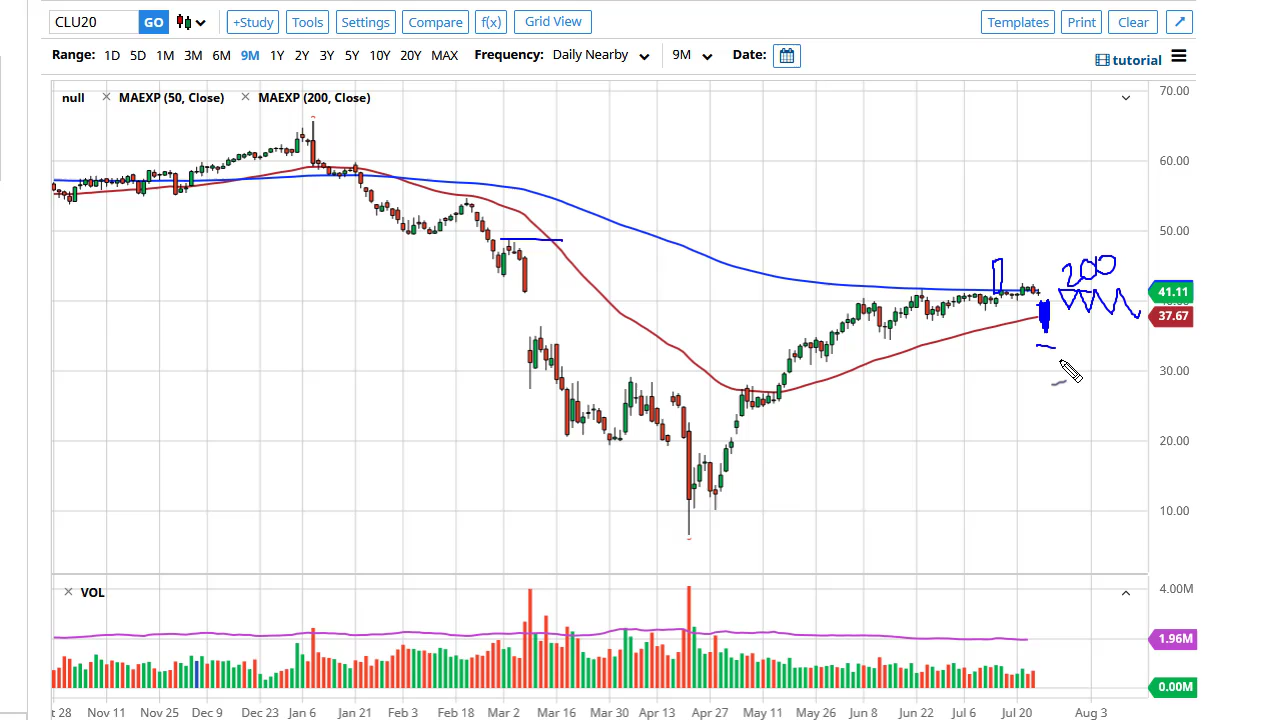 CLU20 GO +Study Tools Settings Compare f(x) Grid View Templates Print Clear
Range: 1D 5D 1M 3M 6M 9M 1Y 2Y 3Y 5Y 10Y 20Y MAX Frequency: Daily Nearby 9M Date: tutorial
null × MAEXP (50, Close) × MAEXP (200, Close)
70.00
60.00
50.00
200
41.11
40.00
37.67
30.00
20.00
10.00
× VOL
4.00M
1.96M
0.00M
t 28 Nov 11 Nov 25 Dec 9 Dec 23 Jan 6 Jan 21 Feb 3 Feb 18 Mar 2 Mar 16 Mar 30 Apr 13 Apr 27 May 11 May 26 Jun 8 Jun 22 Jul 6 Jul 20 Aug 3